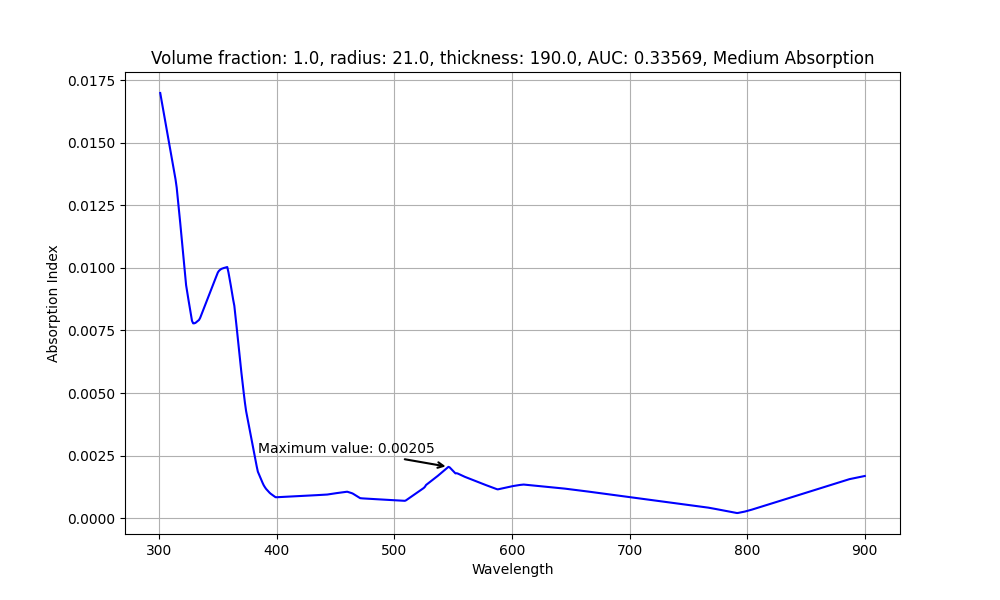 Volume fraction: 1.0, radius: 21.0, thickness: 190.0, AUC: 0.33569, Medium Absorption
0.0175
0.0150
0.0125
0.0100
0.0075
0.0050
0.0025
0.0000
Absorption Index
Maximum value: 0.00205
300 400 500 600 700 800 900
Wavelength